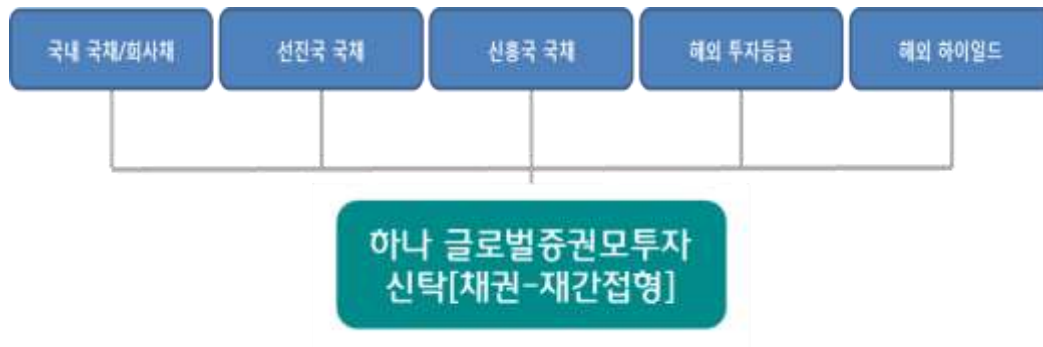 국내 국채/회사채
선진국 국채
신흥국 국채
해외 투자등급
해외 하이일드
하나 글로벌증권모투자
신탁[채권-재간접형]